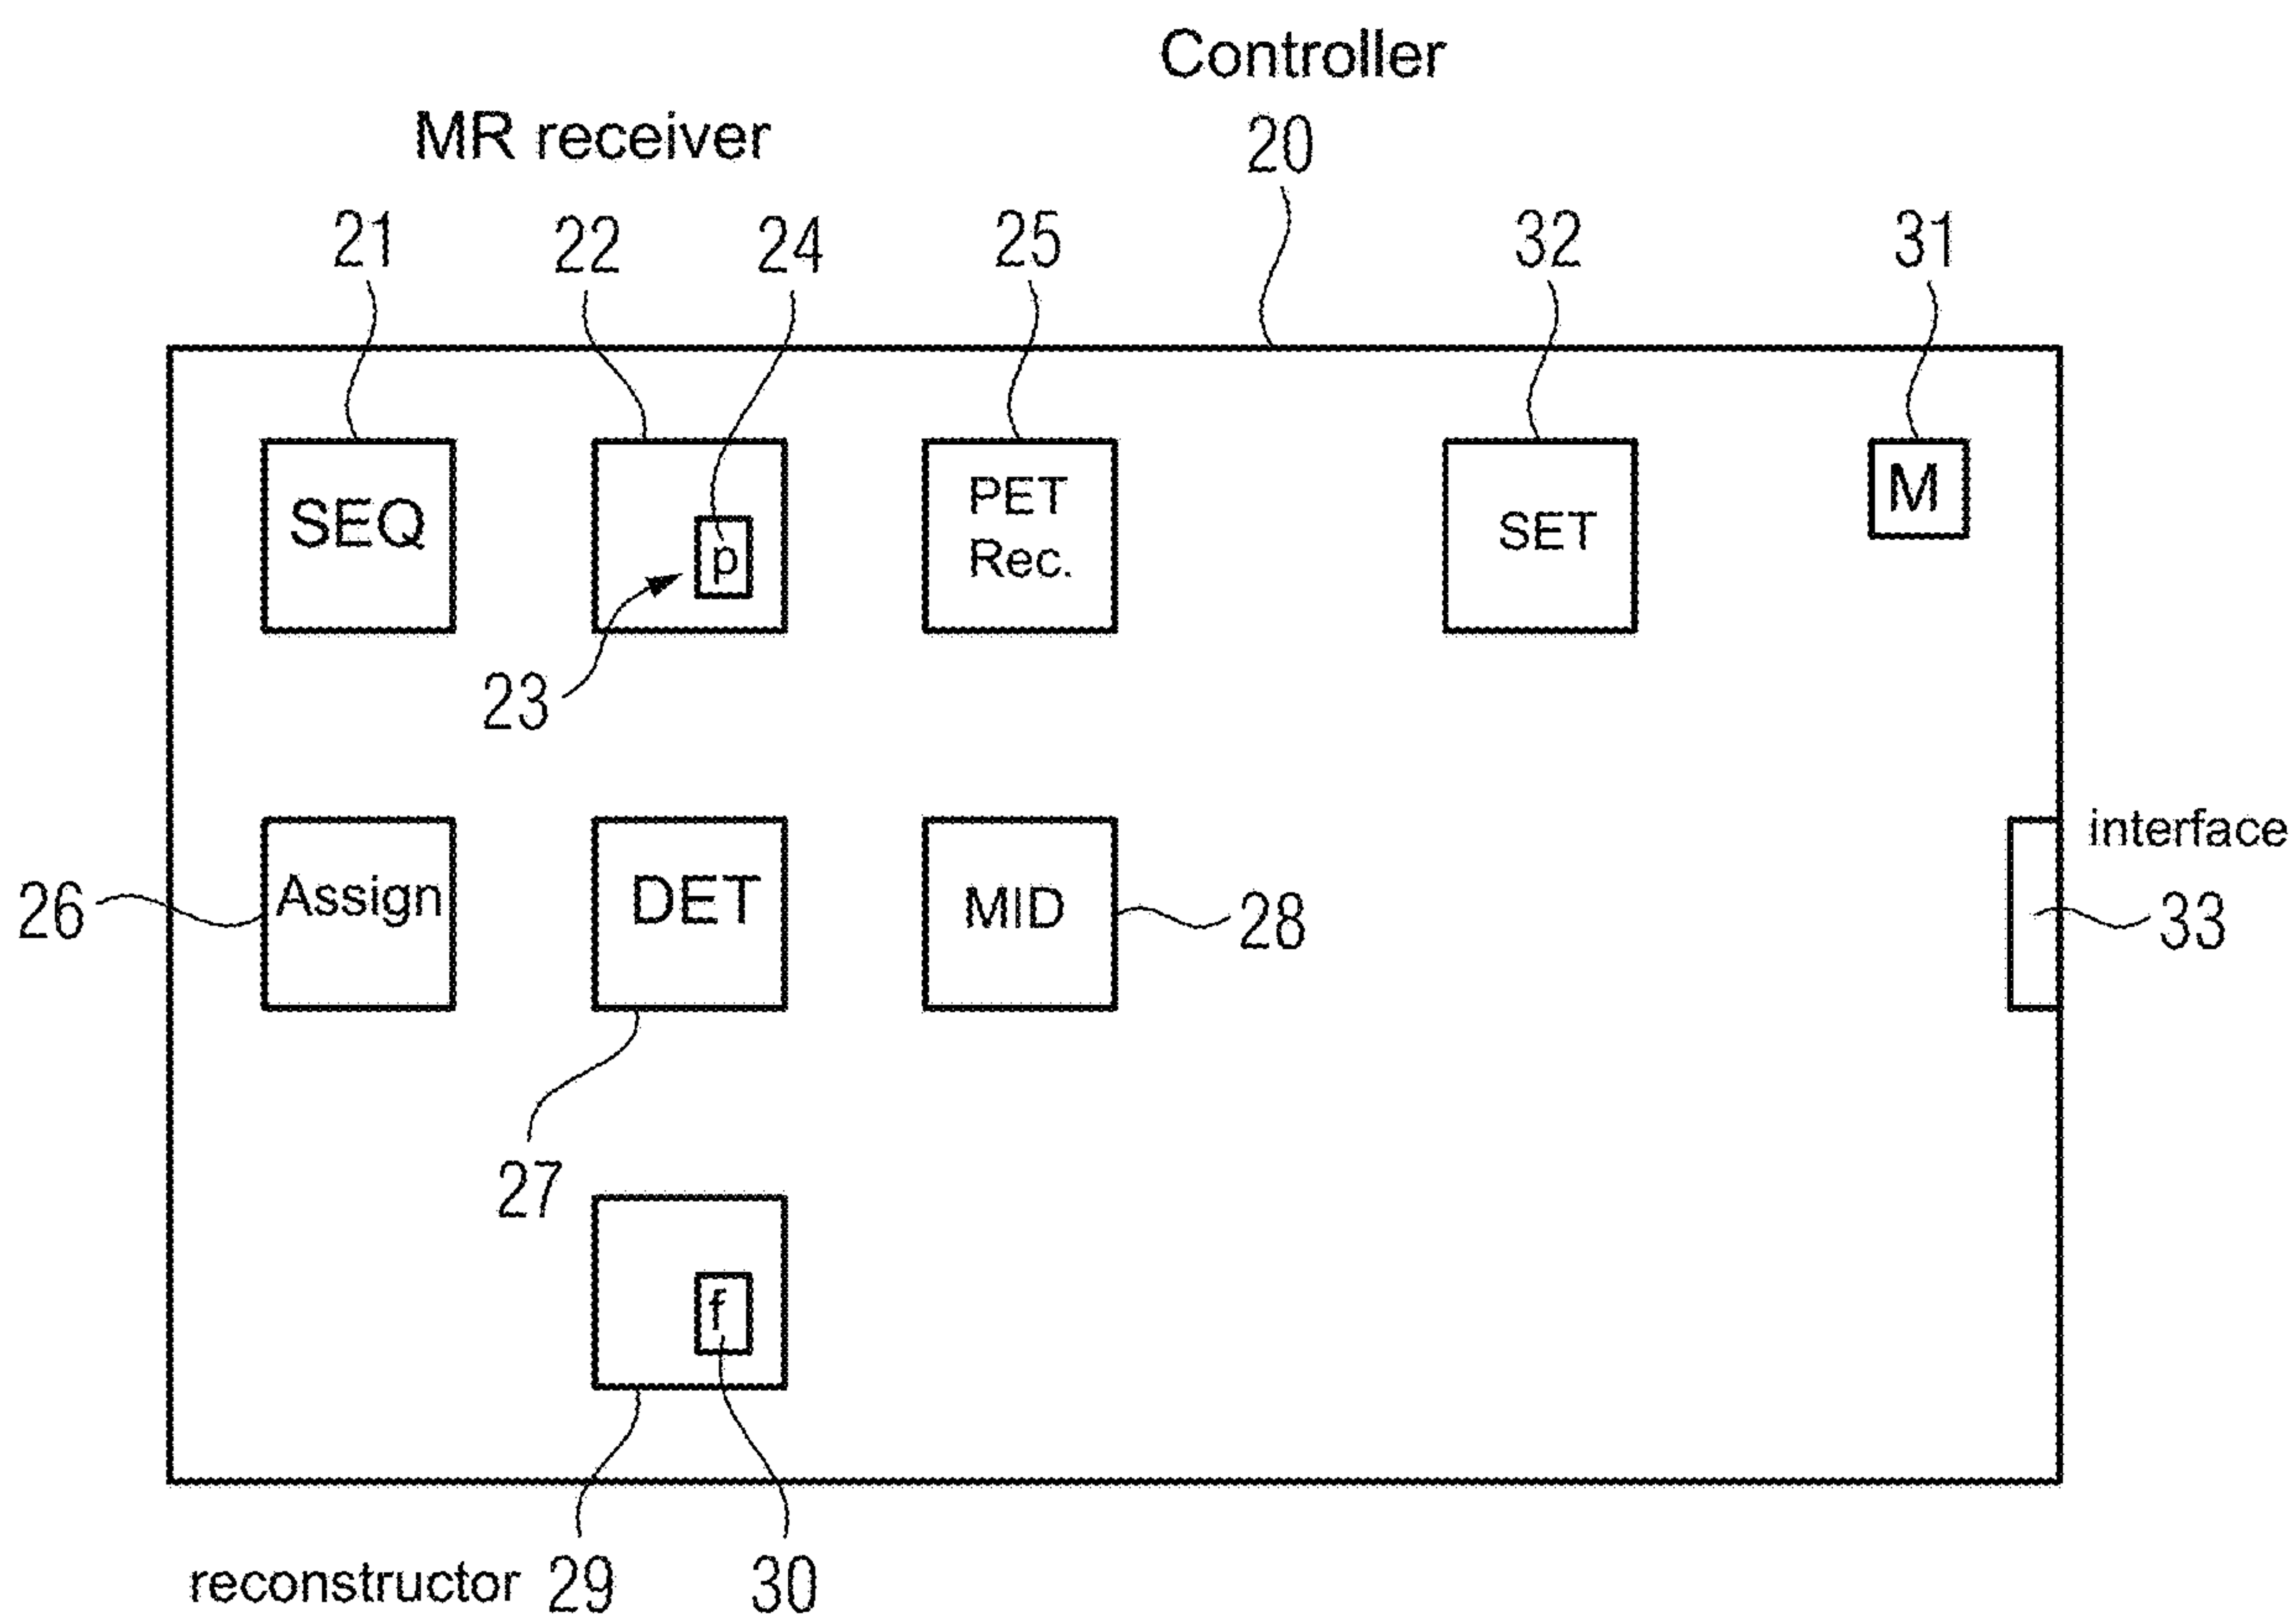 Controller
20
MR receiver
21
22
24
25
32
31
SEQ
p
PET
Rec.
SET
M
23
interface
26
Assign
DET
MID
28
33
27
f
reconstructor 29
30